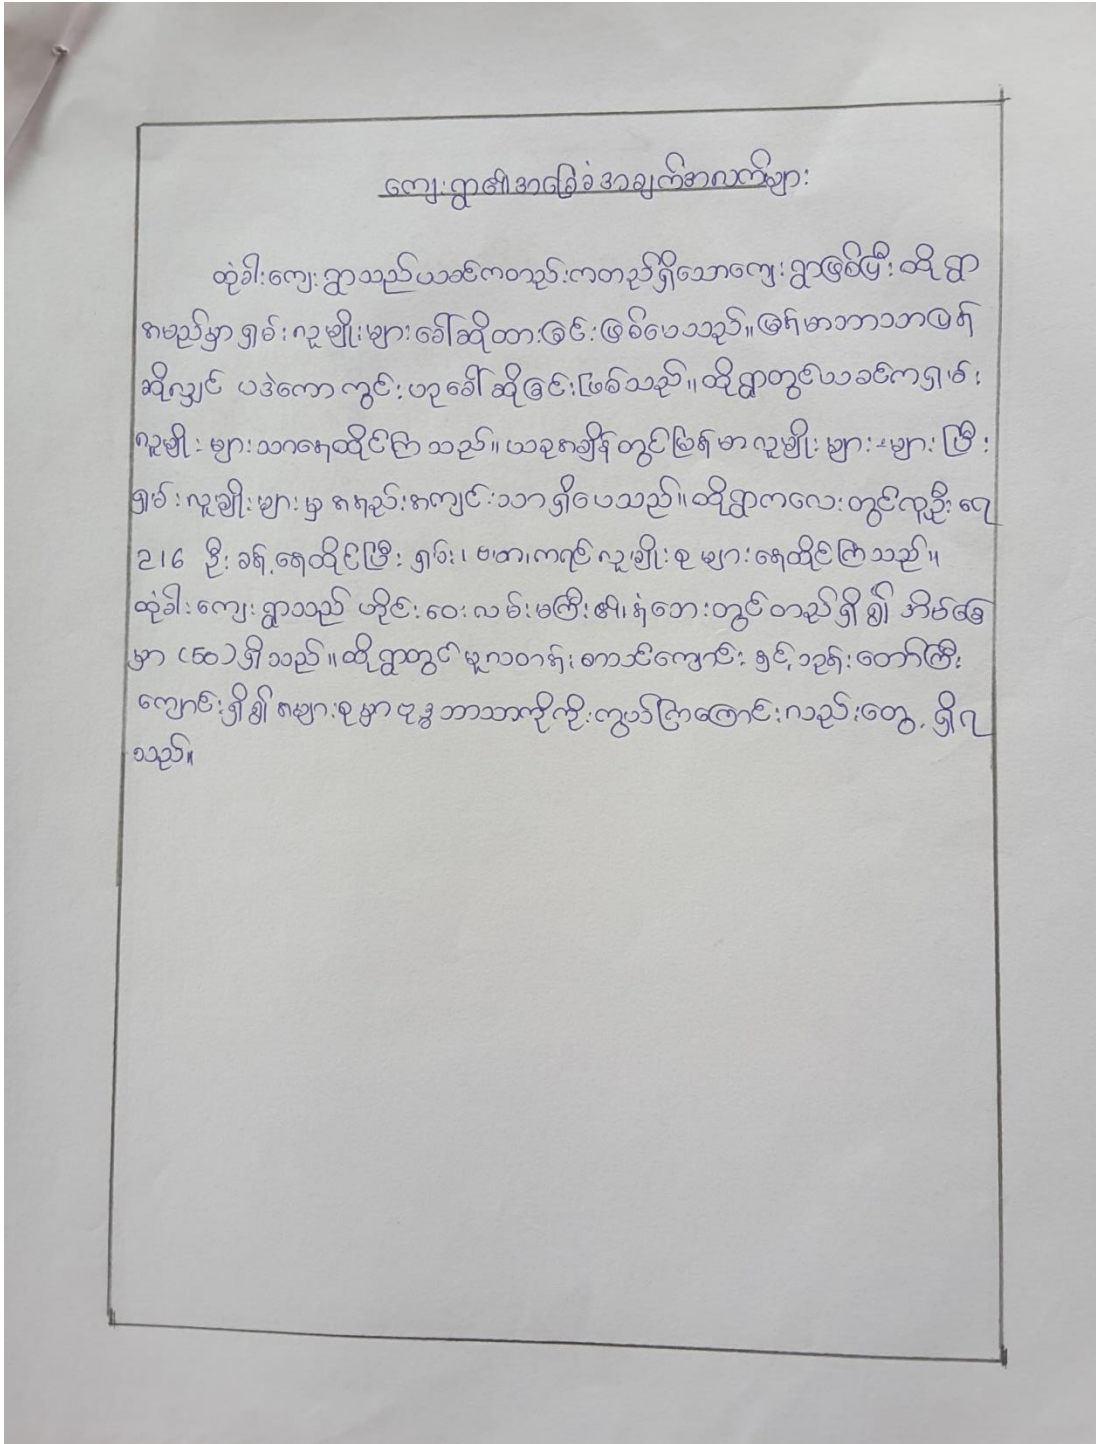 ကျေးရွာ၏အခြေခံအချက်အလက်များ
ထုံခါးကျေးရွာသည်ယခင်ကတည်းကတည်ရှိသောကျေးရွာဖြစ်ပြီး ထိုရွာ
အမည်မှာ ရှမ်းလူမျိုးများခေါ်ဆိုထားခြင်းဖြစ်ပေသည်။ မြန်မာဘာသာပြန်
ဆိုလျှင် ပဒဲကောကွင်းဟုခေါ်ဆိုခြင်းဖြစ်သည်။ ထိုရွာတွင်ယခင်ကရှမ်း
လူမျိုးများသာနေထိုင်ကြသည်။ ယခုအချိန်တွင်မြန်မာလူမျိုးများ များပြီး
ရှမ်းလူမျိုးများမှ အနည်းအကျင်းသာရှိပေသည်။ ထိုရွာကလေးတွင်လူဦးရေ
216 ဦးခန့်နေထိုင်ပြီး ရှမ်း၊ ဗမာ၊ ကရင်လူမျိုးစုများနေထိုင်ကြသည်။
ထုံခါးကျေးရွာသည် ဟိုင်းဝေးလမ်းမကြီး၏ နံဘေးတွင်တည်ရှိ၍ အိမ်ခြေ
မှာ (50) ရှိသည်။ ထိုရွာတွင်မူလတန်းစာသင်ကျောင်းနှင့် ဘုန်းတော်ကြီး
ကျောင်းရှိ၍ အများစုမှာဗုဒ္ဓဘာသာကိုကိုးကွယ်ကြကြောင်းလည်းတွေ့ရှိရ
သည်။